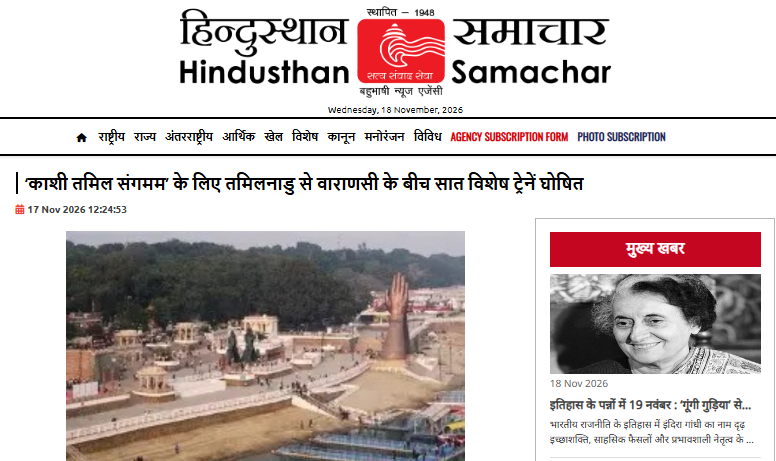 स्थापित – 1948
हिन्दुस्थान समाचार
Hindusthan Samachar
सत्य संवाद सेवा
बहुभाषी न्यूज एजेंसी
Wednesday, 18 November, 2026
राष्ट्रीय राज्य अंतरराष्ट्रीय आर्थिक खेल विशेष कानून मनोरंजन विविध AGENCY SUBSCRIPTION FORM PHOTO SUBSCRIPTION
‘काशी तमिल संगमम’ के लिए तमिलनाडु से वाराणसी के बीच सात विशेष ट्रेनें घोषित
17 Nov 2026 12:24:53
मुख्य खबर
18 Nov 2026
इतिहास के पन्नों में 19 नवंबर : ‘गूंगी गुड़िया’ से...
भारतीय राजनीति के इतिहास में इंदिरा गांधी का नाम दृढ़
इच्छाशक्ति, साहसिक फैसलों और प्रभावशाली नेतृत्व के ...